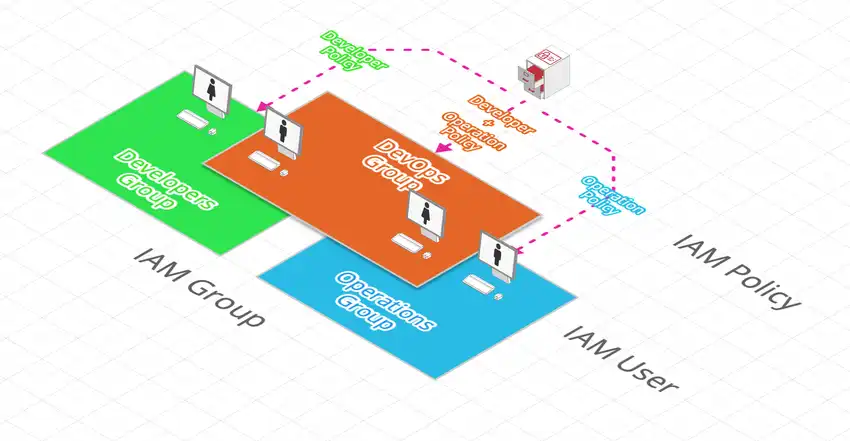 Developer
Policy
Developer
+
Operation
Policy
Operation
Policy
DevOps
Group
Developers
Group
Operations
Group
IAM Group
IAM User
IAM Policy